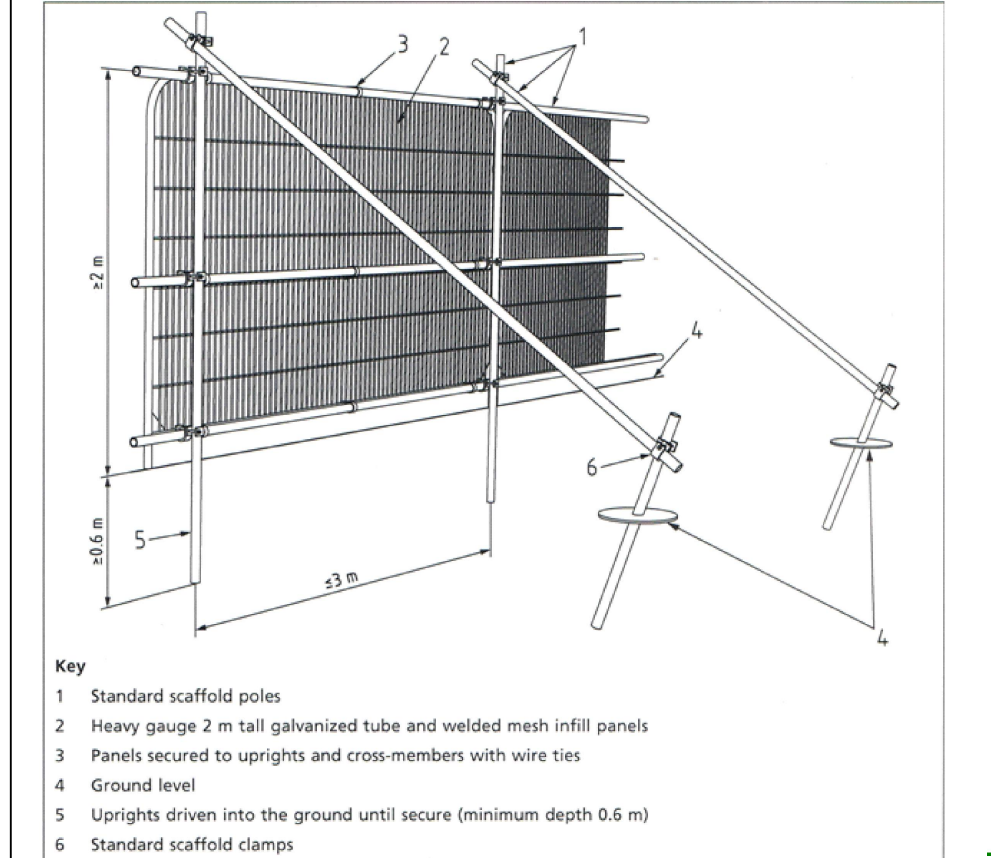 3
2
1
≥2 m
4
6
5
≥0.6 m
≤3 m
4
Key
1 Standard scaffold poles
2 Heavy gauge 2 m tall galvanized tube and welded mesh infill panels
3 Panels secured to uprights and cross-members with wire ties
4 Ground level
5 Uprights driven into the ground until secure (minimum depth 0.6 m)
6 Standard scaffold clamps